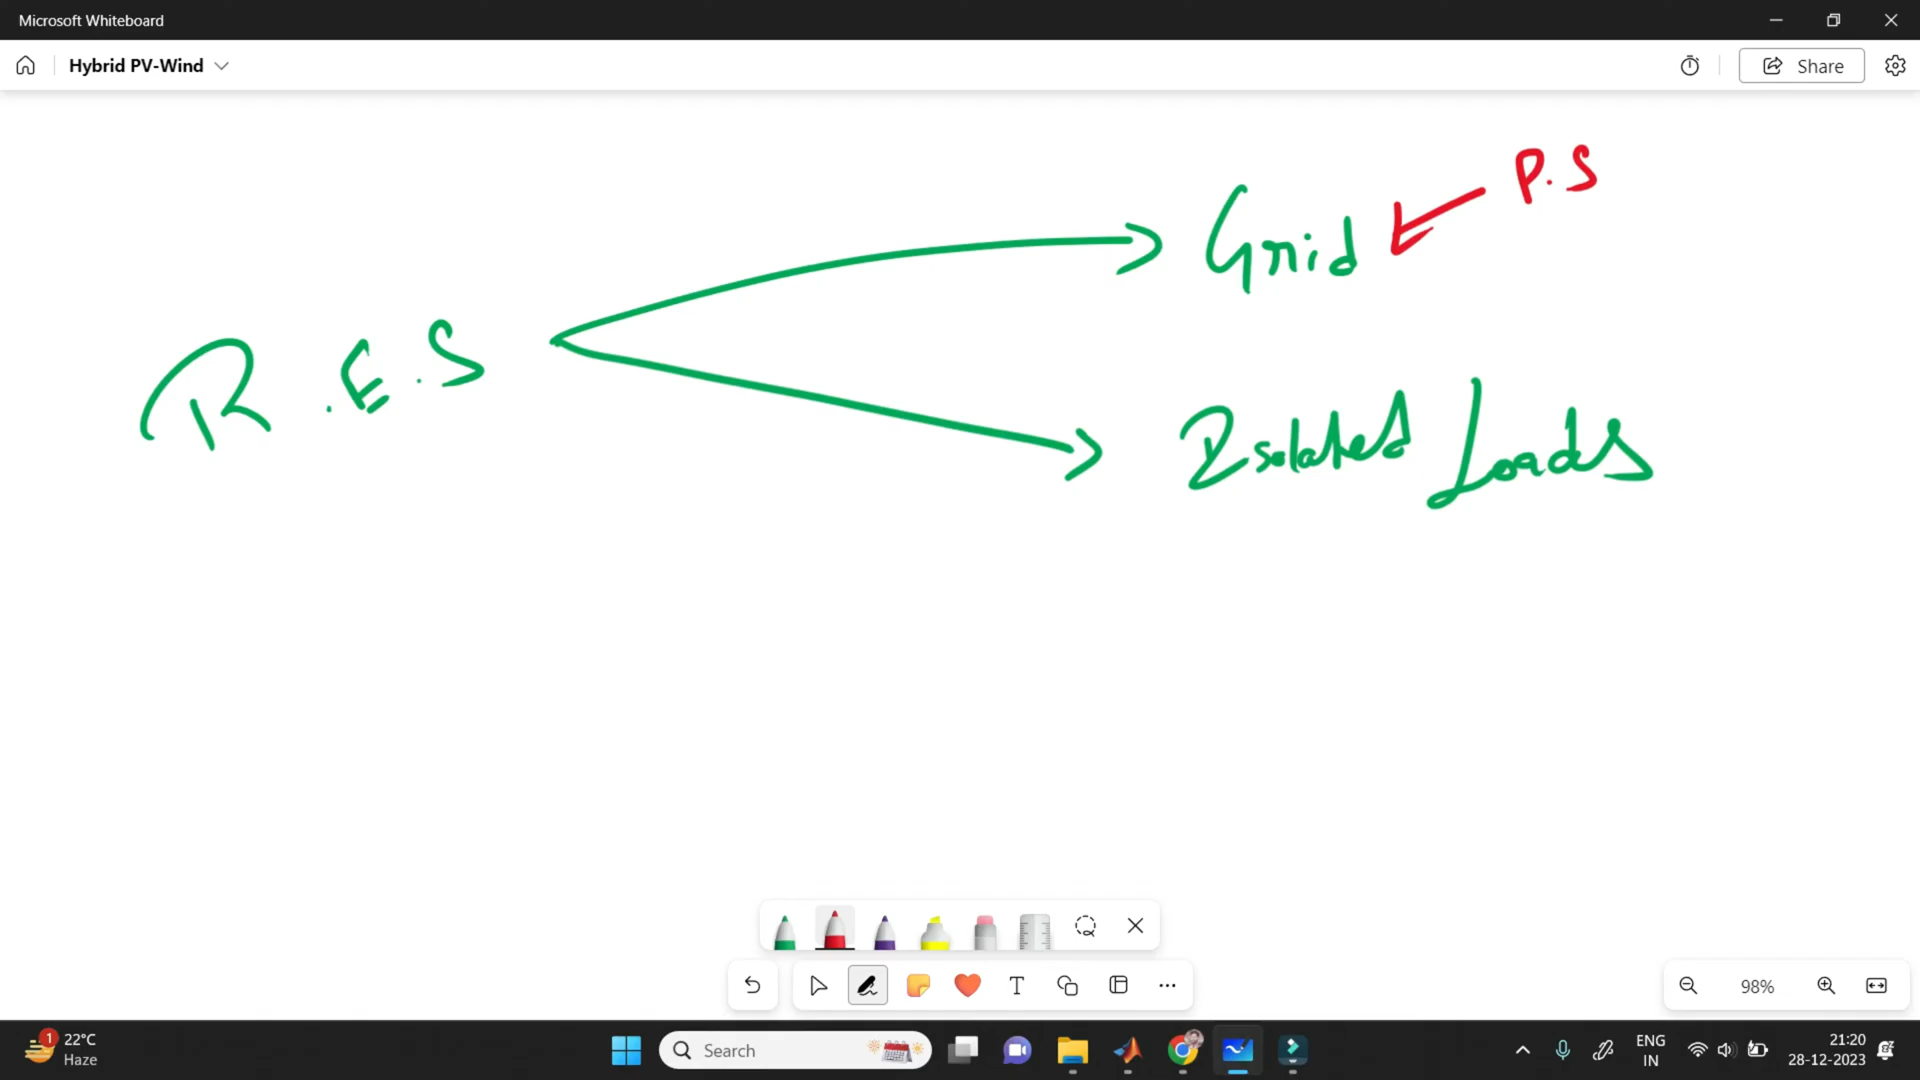 Microsoft Whiteboard
Hybrid PV-Wind
Share
P.S
Grid
R.E.S
Isolated Loads
98%
1
22°C
Haze
Search
ENG
IN
21:20
28-12-2023